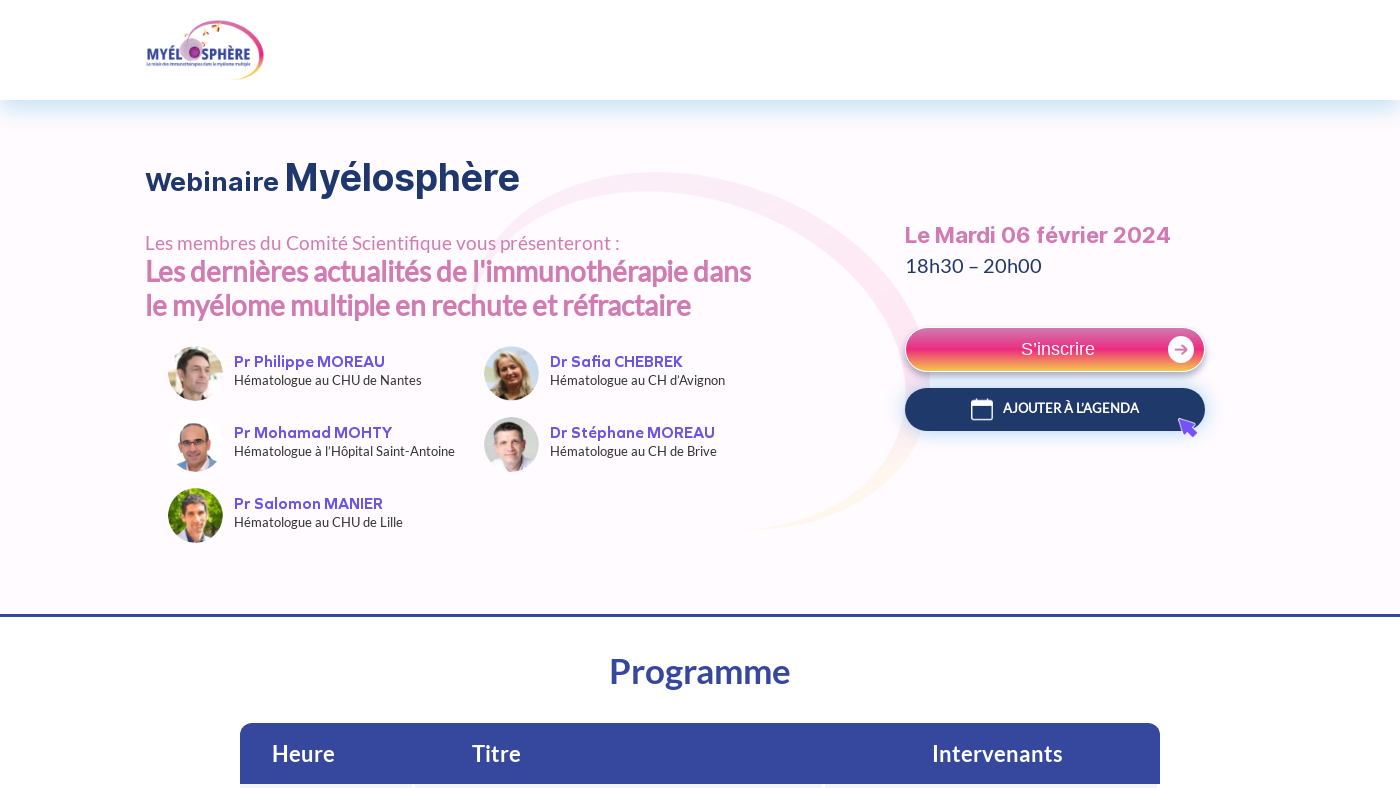 MYÉLOSPHÈRE
Le relais des immunothérapies dans le myélome multiple
Webinaire Myélosphère
Les membres du Comité Scientifique vous présenteront :
Les dernières actualités de l'immunothérapie dans
le myélome multiple en rechute et réfractaire
Pr Philippe MOREAU
Hématologue au CHU de Nantes
Dr Safia CHEBREK
Hématologue au CH d'Avignon
Pr Mohamad MOHTY
Hématologue à l'Hôpital Saint-Antoine
Dr Stéphane MOREAU
Hématologue au CH de Brive
Pr Salomon MANIER
Hématologue au CHU de Lille
Le Mardi 06 février 2024
18h30 – 20h00
S'inscrire
AJOUTER À L'AGENDA
Programme
Heure Titre Intervenants